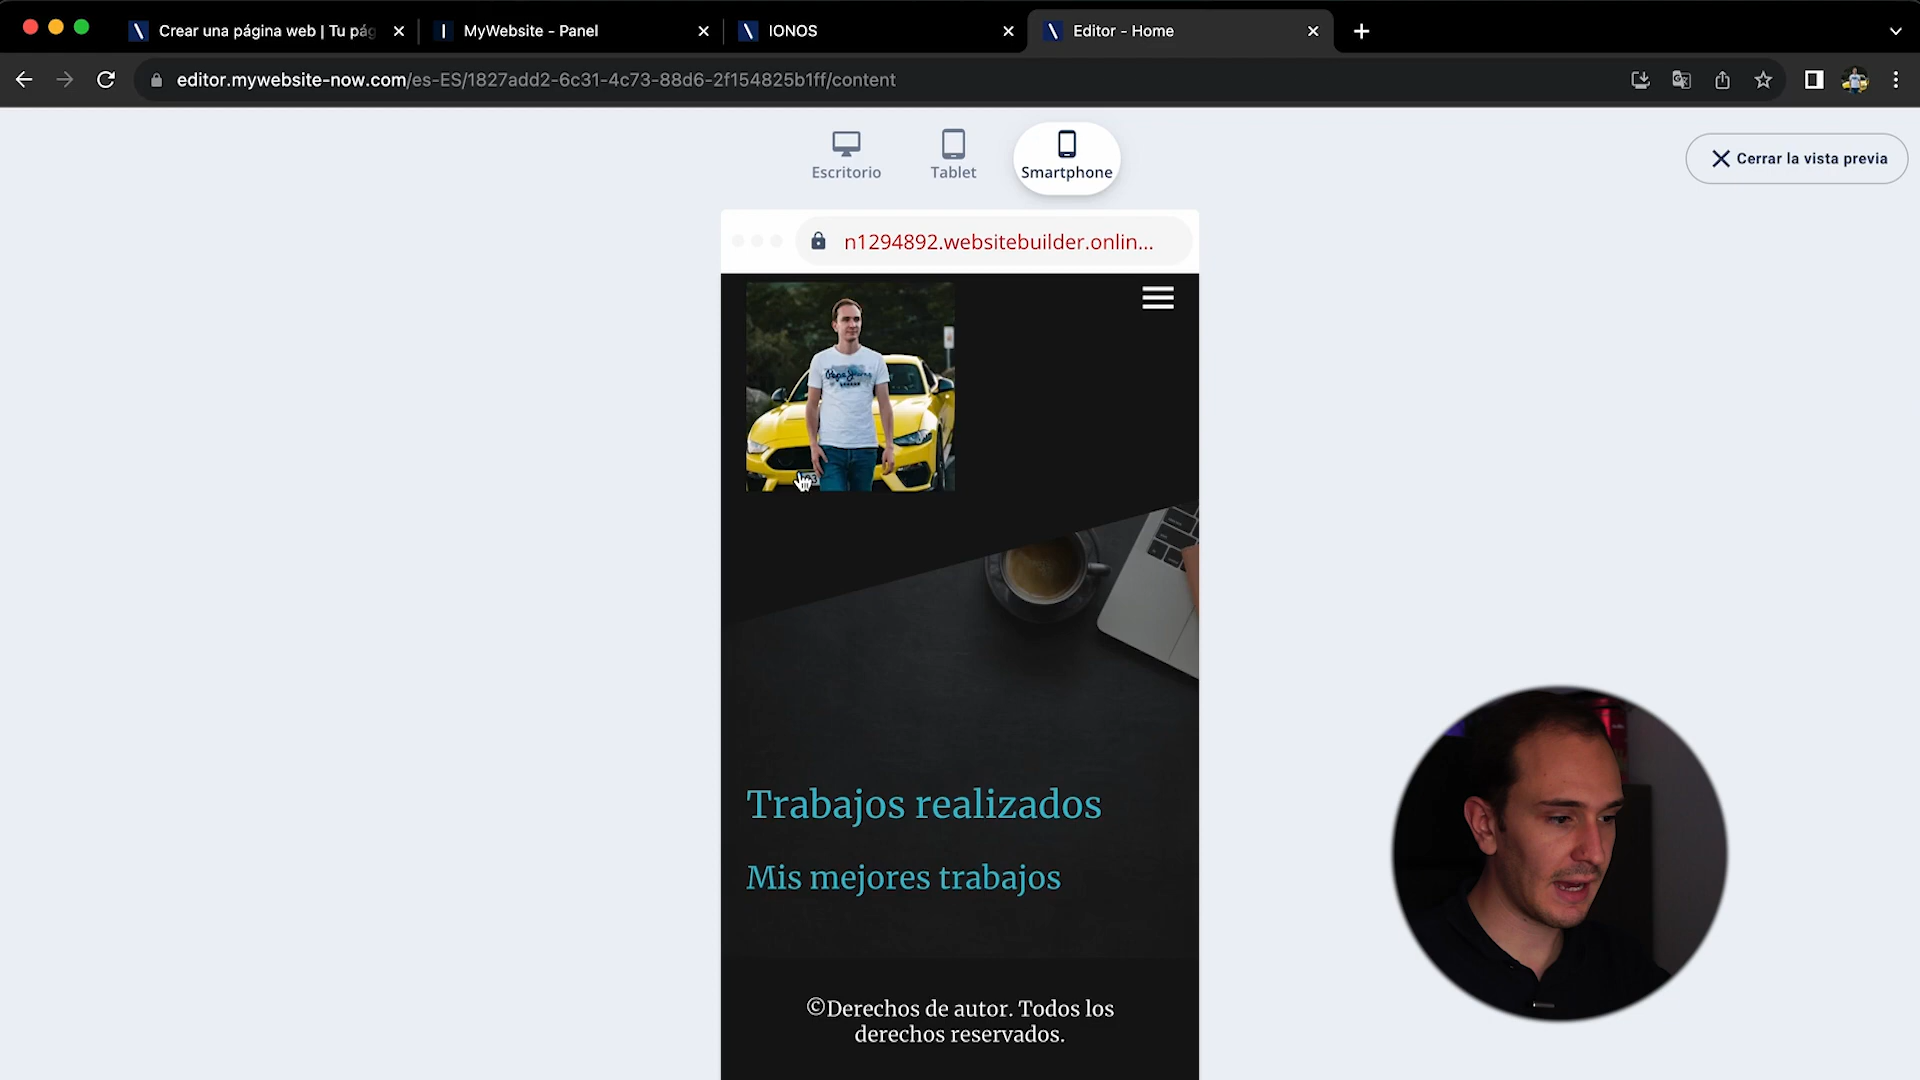 Crear una página web | Tu pág
MyWebsite - Panel
IONOS
Editor - Home
editor.mywebsite-now.com/es-ES/1827add2-6c31-4c73-88d6-2f154825b1ff/content
Escritorio
Tablet
Smartphone
Cerrar la vista previa
n1294892.websitebuilder.onlin...
Pepe Jeans
Trabajos realizados
Mis mejores trabajos
©Derechos de autor. Todos los
derechos reservados.